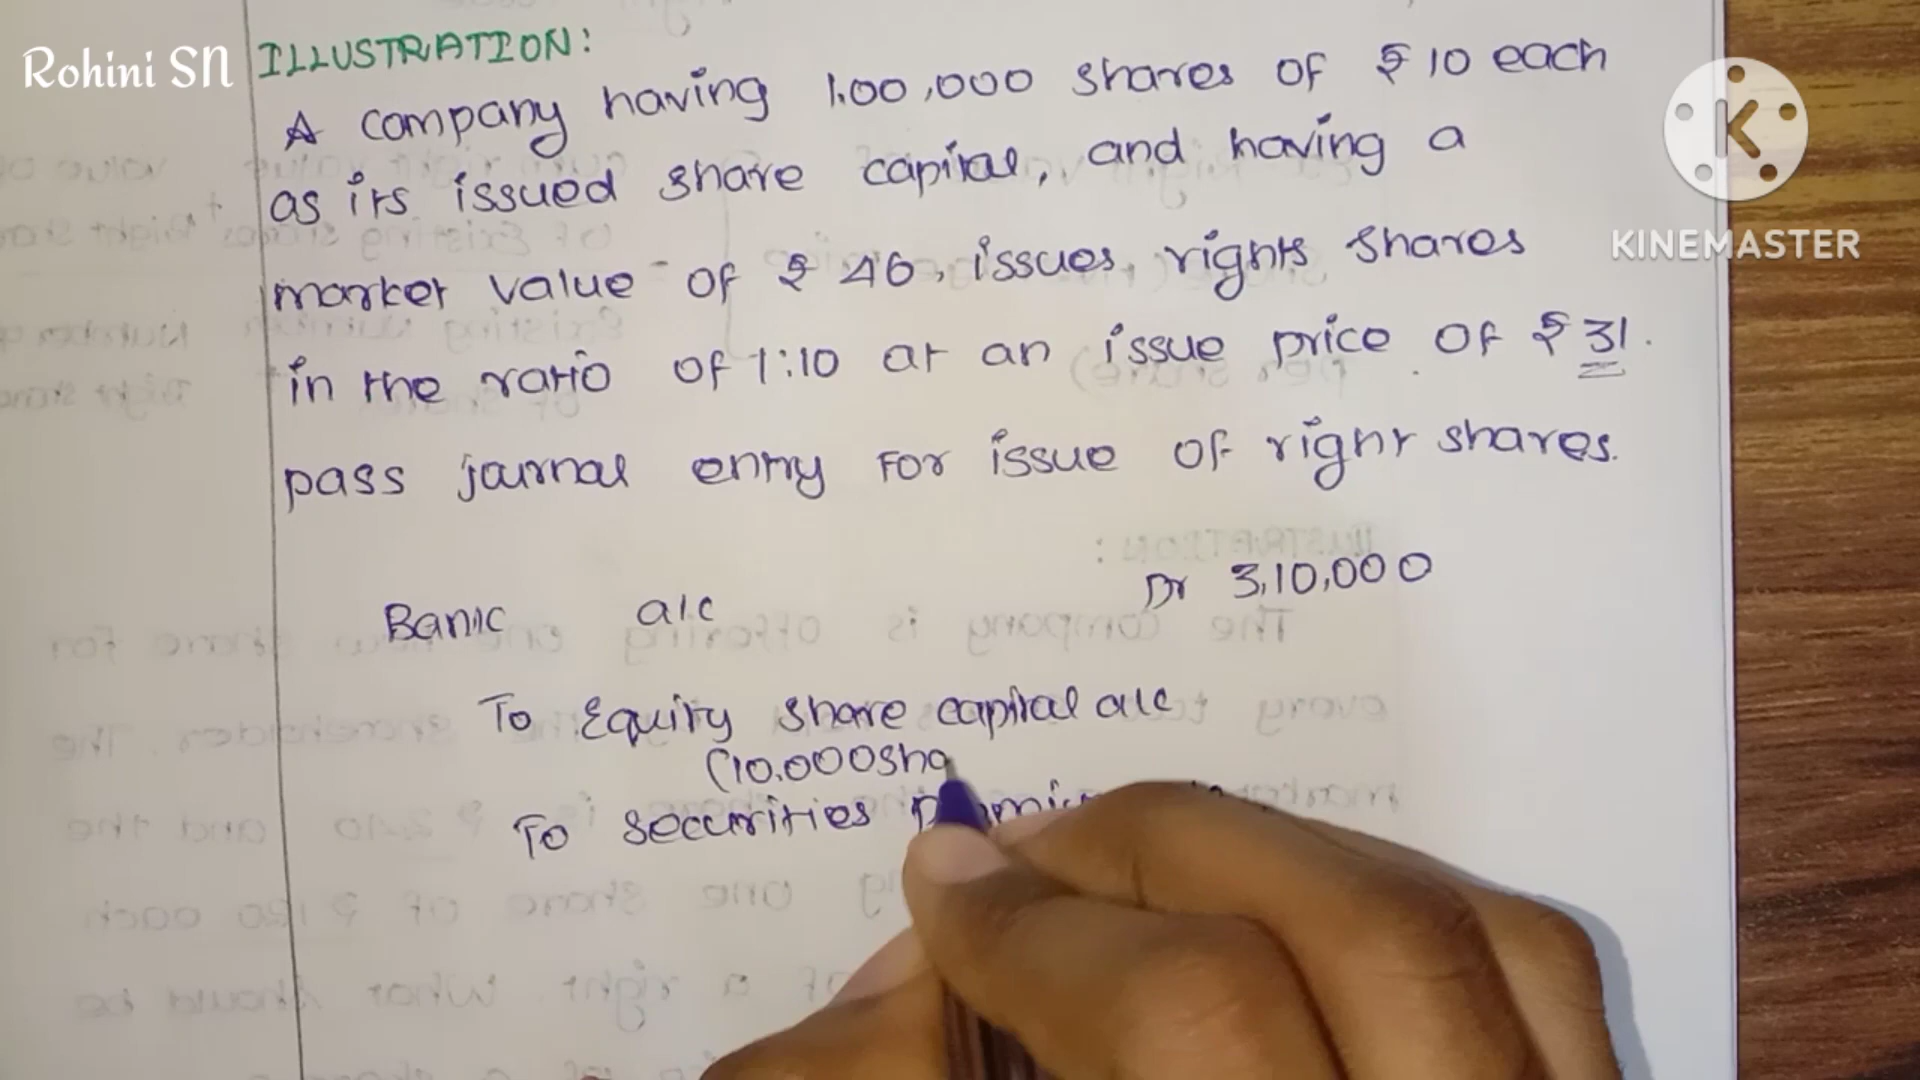 Rohini SN
ILLUSTRATION:
A company having 1,00,000 shares of ₹ 10 each
as its issued share capital, and having a
market value of ₹ 46, issues, rights shares
in the ratio of 1:10 at an issue price of ₹ 31.
pass journal entry for issue of right shares.
Bank a/c Dr 3,10,000
To Equity share capital a/c
(10,000 sha
To securities
KINEMASTER